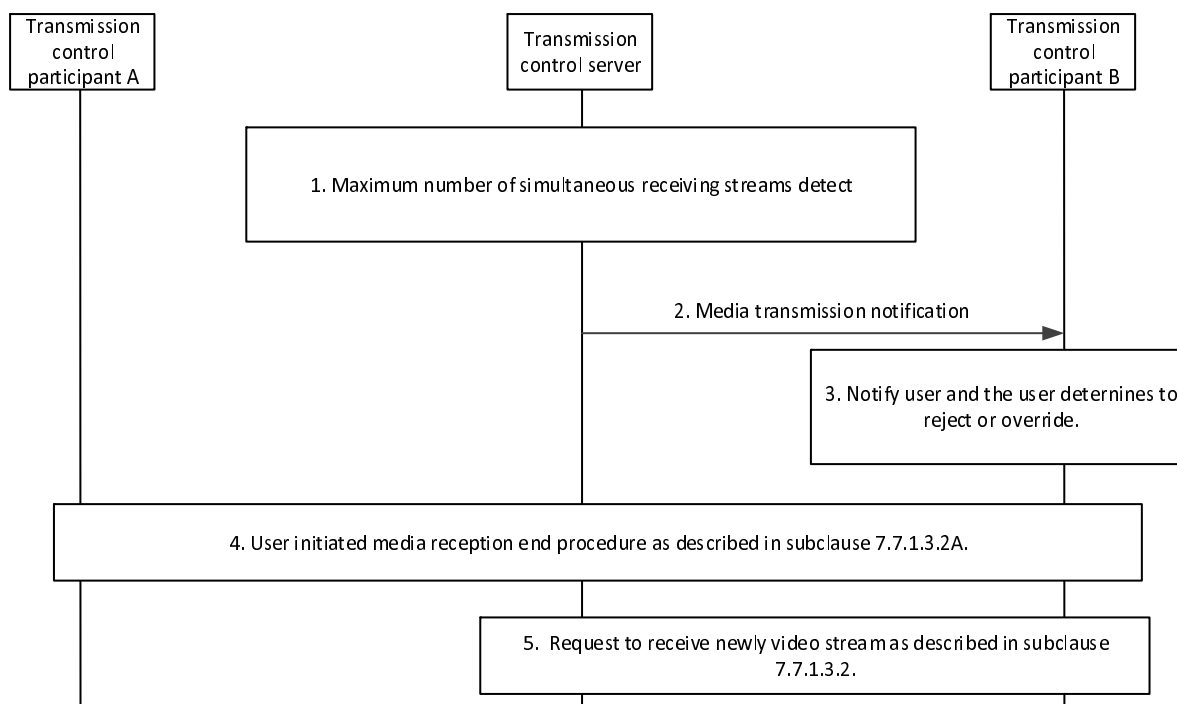 Transmission
control
participant A
Transmission
control server
Transmission
control
participant B
1. Maximum number of simultaneous receiving streams detect
2. Media transmission notification
3. Notify user and the user deternines to
reject or override.
4. User initiated media reception end procedure as described in subclause 7.7.1.3.2A.
5. Request to receive newly video stream as described in subclause
7.7.1.3.2.